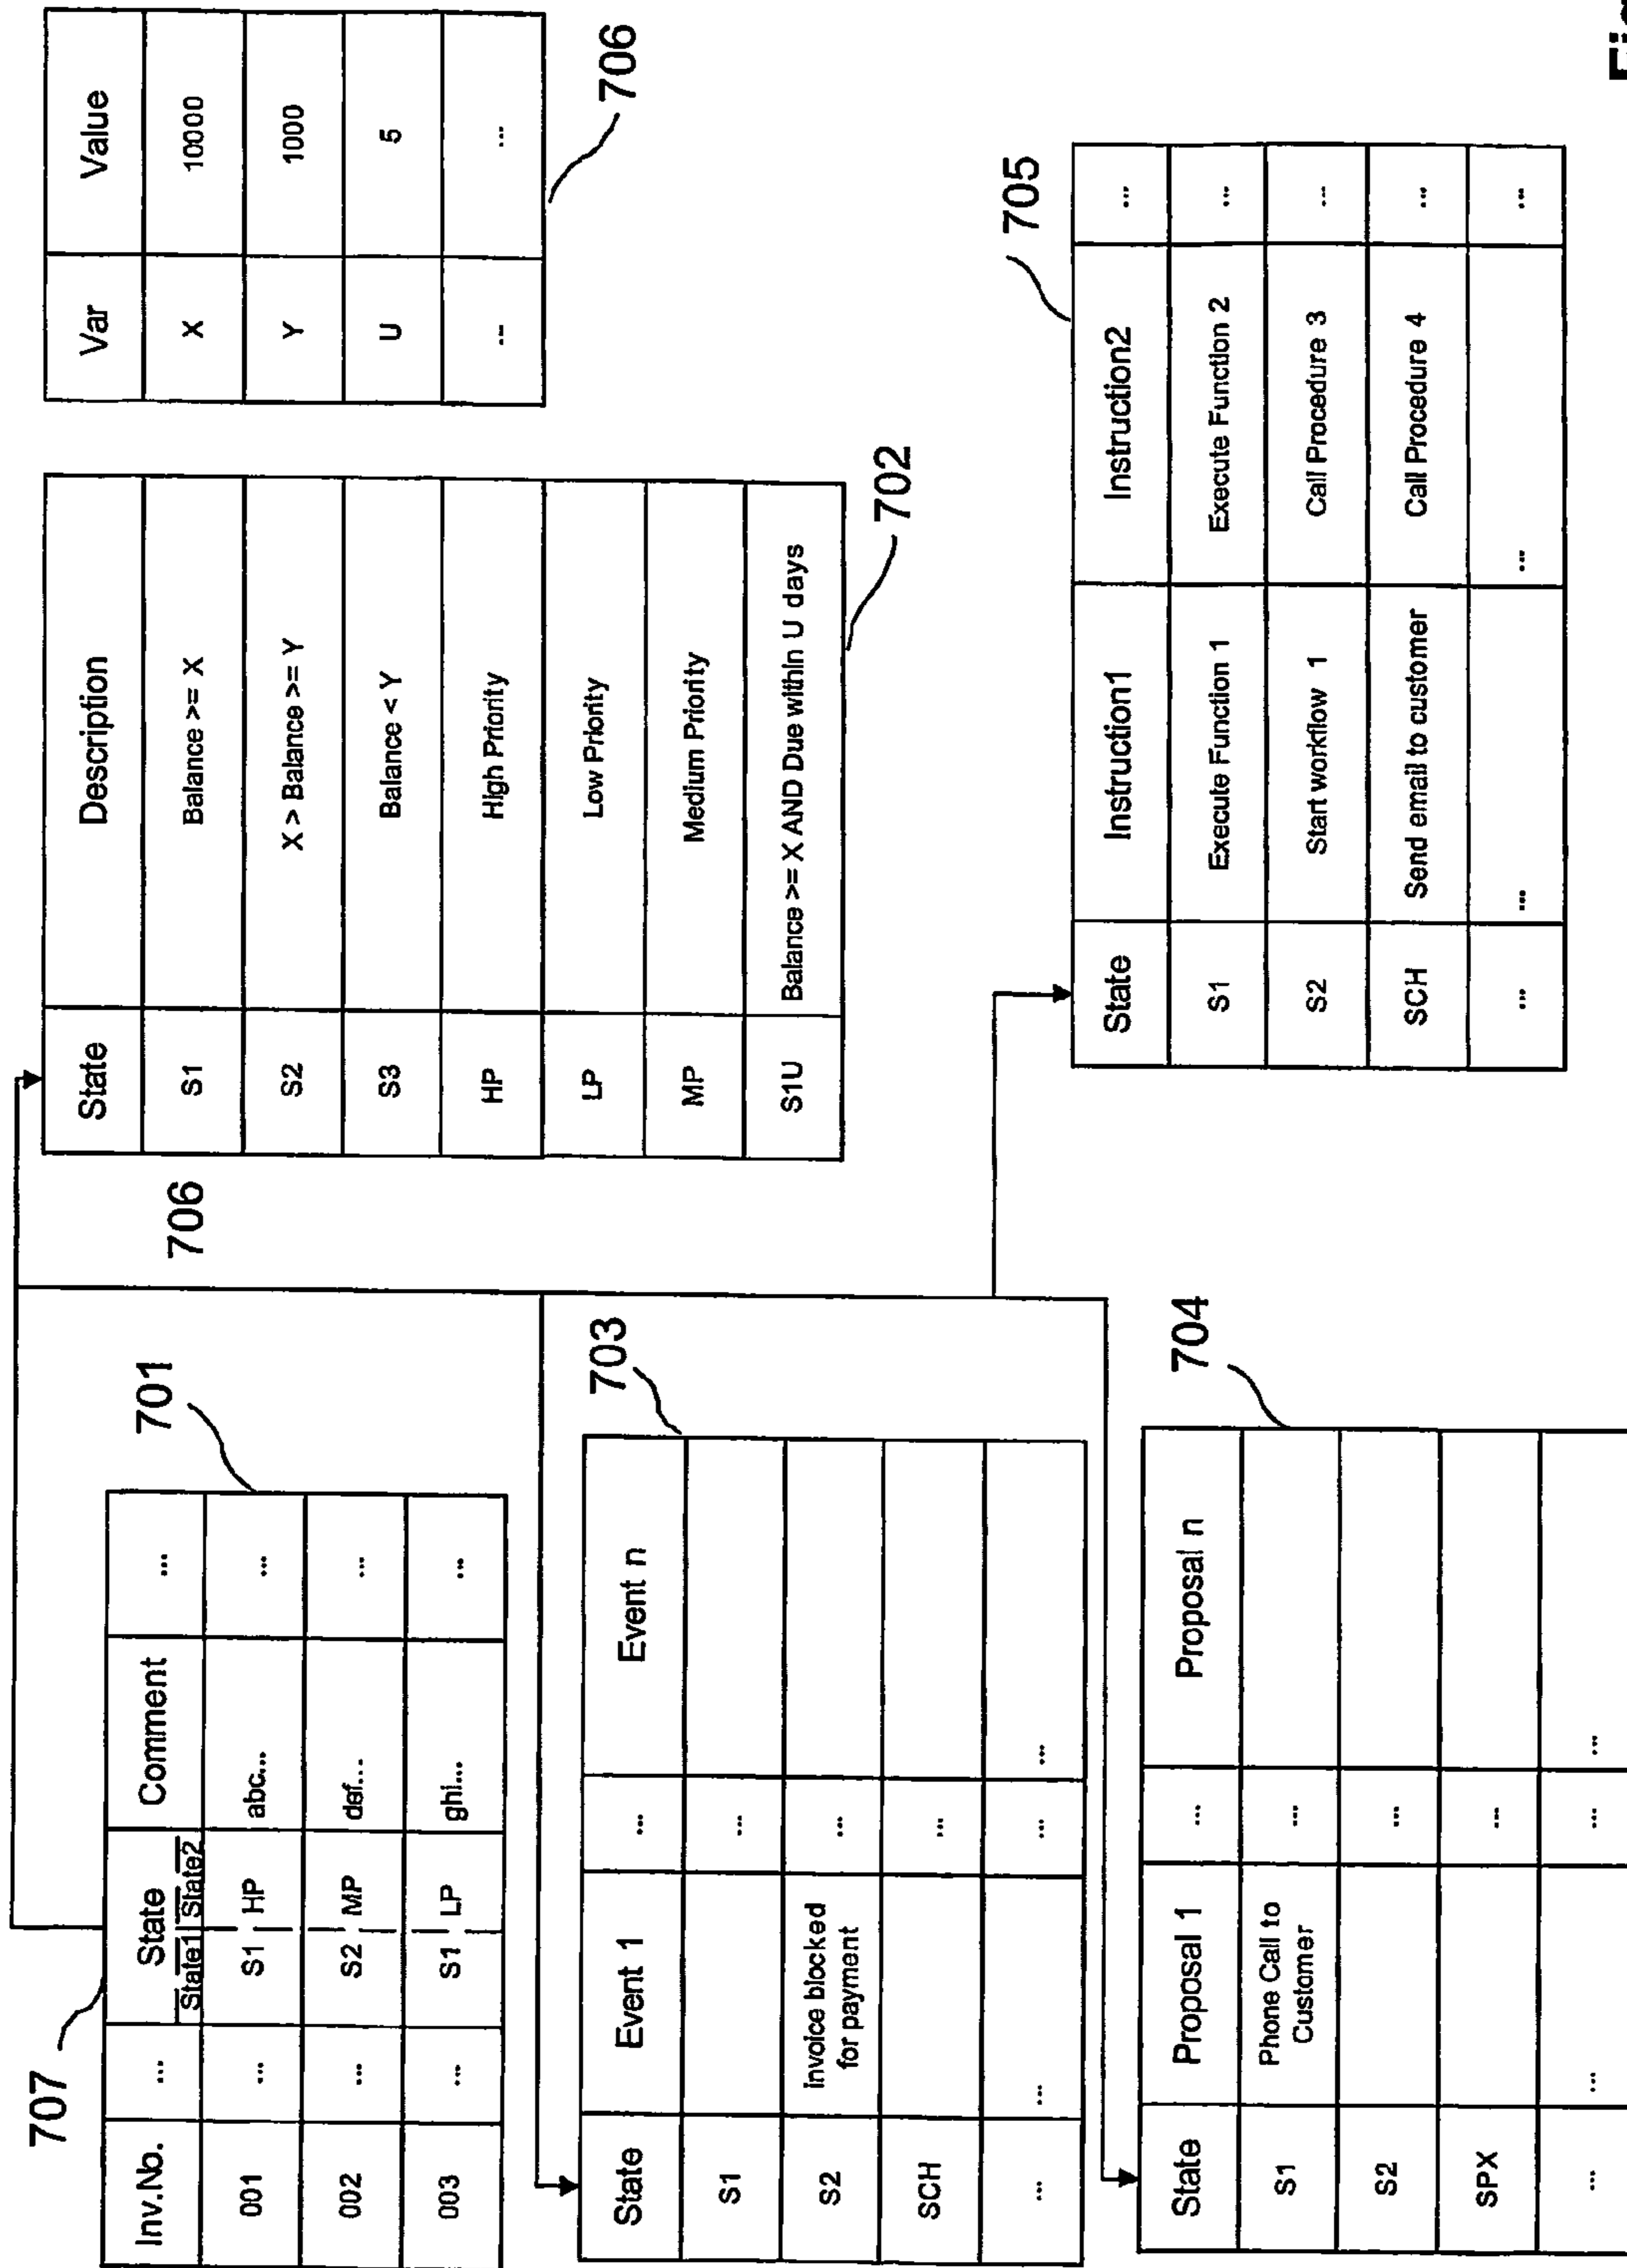 707
701
Inv.No. ... State Comment ...
State1 State2
001 ... S1 HP abc... ...
002 ... S2 MP def... ...
003 ... S1 LP ghi... ...
706
State Description
S1 Balance >= X
S2 X > Balance >= Y
S3 Balance < Y
HP High Priority
LP Low Priority
MP Medium Priority
S1U Balance >= X AND Due within U days
702
Var Value
X 10000
Y 1000
U 5
... ...
706
703
State Event 1 ... Event n
S1 ...
S2 Invoice blocked ...
for payment
SCH ...
... ... ... ...
704
State Proposal 1 ... Proposal n
S1 Phone Call to ...
Customer
S2 ...
SPX ...
... ... ... ...
705
State Instruction1 Instruction2 ...
S1 Execute Function 1 Execute Function 2 ...
S2 Start workflow 1 Call Procedure 3 ...
SCH Send email to customer Call Procedure 4 ...
... ... ... ...